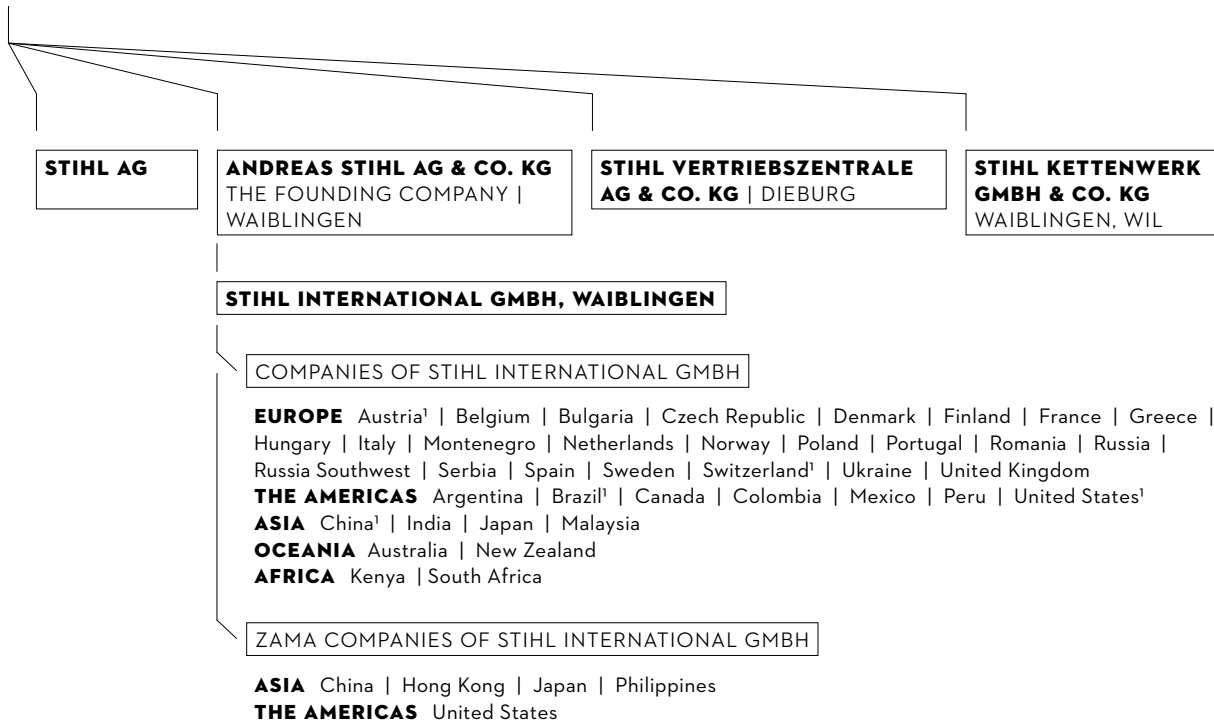 STIHL AG
ANDREAS STIHL AG & CO. KG
THE FOUNDING COMPANY |
WAIBLINGEN
STIHL VERTRIEBSZENTRALE
AG & CO. KG | DIEBURG
STIHL KETTENWERK
GMBH & CO. KG
WAIBLINGEN, WIL
STIHL INTERNATIONAL GMBH, WAIBLINGEN
COMPANIES OF STIHL INTERNATIONAL GMBH
EUROPE Austria¹ | Belgium | Bulgaria | Czech Republic | Denmark | Finland | France | Greece |
Hungary | Italy | Montenegro | Netherlands | Norway | Poland | Portugal | Romania | Russia |
Russia Southwest | Serbia | Spain | Sweden | Switzerland¹ | Ukraine | United Kingdom
THE AMERICAS Argentina | Brazil¹ | Canada | Colombia | Mexico | Peru | United States¹
ASIA China¹ | India | Japan | Malaysia
OCEANIA Australia | New Zealand
AFRICA Kenya | South Africa
ZAMA COMPANIES OF STIHL INTERNATIONAL GMBH
ASIA China | Hong Kong | Japan | Philippines
THE AMERICAS United States